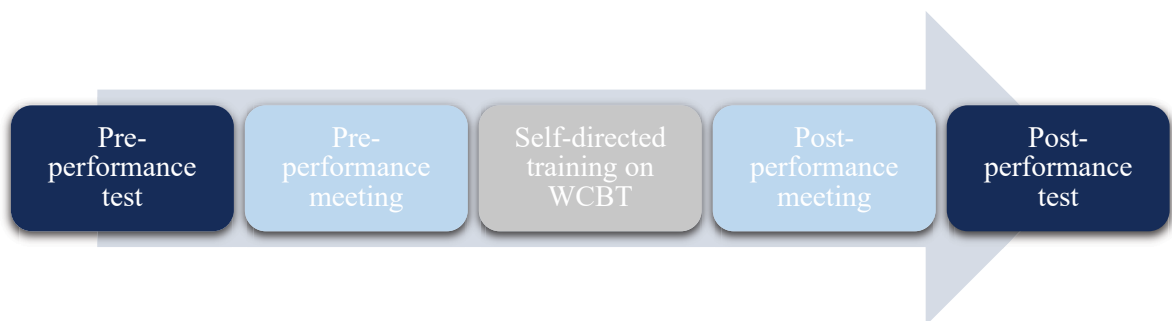 Pre-
performance
test
Pre-
performance
meeting
Self-directed
training on
WCBT
Post-
performance
meeting
Post-
performance
test